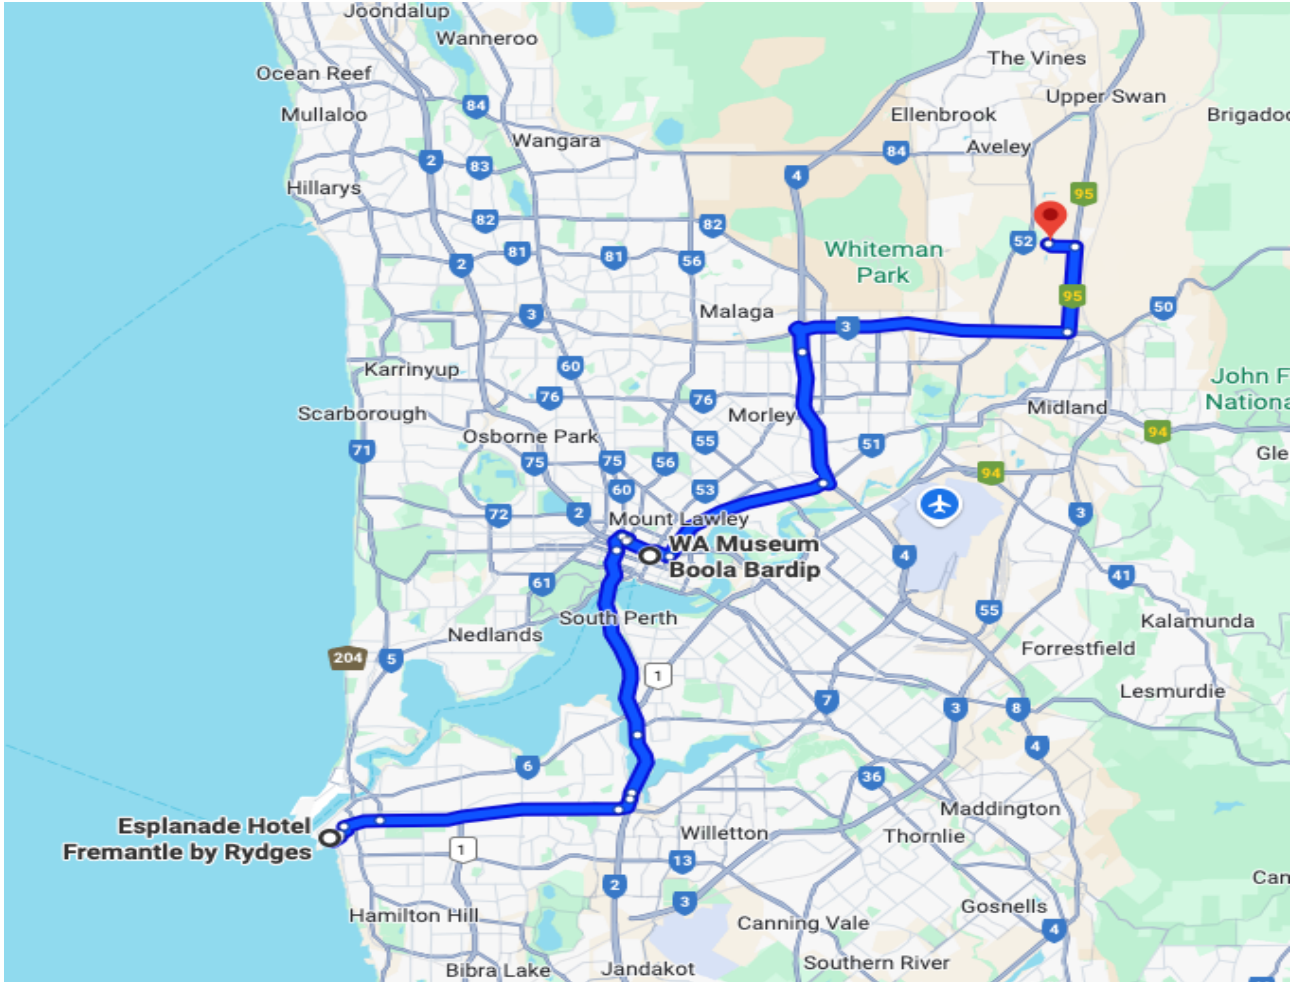 Joondalup
Wanneroo
Ocean Reef
The Vines
Upper Swan
84
Mullaloo
Ellenbrook
Brigadoo
Wangara
Aveley
84
2
83
4
Hillarys
95
82
82
52
81
81
56
2
Whiteman
Park
95
50
3
Malaga
3
Karrinyup
60
John F
Nationa
76
76
Scarborough
Morley
Midland
Osborne Park
55
51
94
71
75
75
56
Gle
94
60
53
72
2
Mount Lawley
3
WA Museum
Boola Bardip
4
61
41
55
South Perth
Kalamunda
Nedlands
Forrestfield
204
5
1
Lesmurdie
7
3
8
4
6
36
Maddington
Esplanade Hotel
Fremantle by Rydges
Willetton
Thornlie
1
13
Can
2
3
Gosnells
Hamilton Hill
Canning Vale
4
Southern River
Bibra Lake
Jandakot